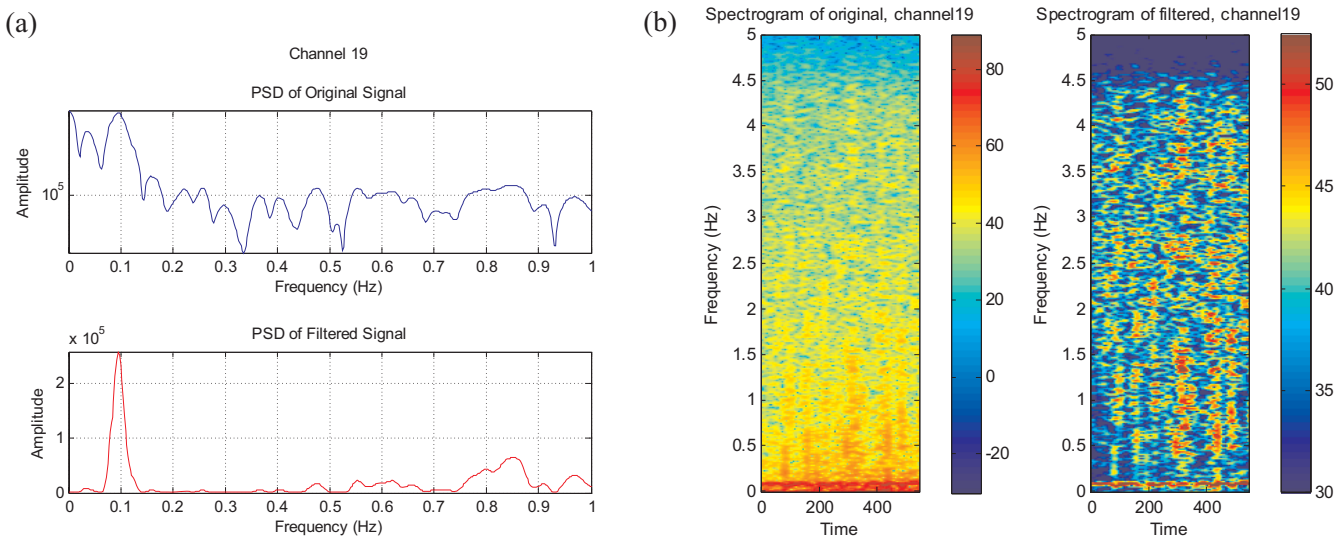 (a)
Channel 19
PSD of Original Signal
Amplitude
10^5
0 0.1 0.2 0.3 0.4 0.5 0.6 0.7 0.8 0.9 1
Frequency (Hz)
PSD of Filtered Signal
x 10^5
Amplitude
2
1
0
0 0.1 0.2 0.3 0.4 0.5 0.6 0.7 0.8 0.9 1
Frequency (Hz)
(b)
Spectrogram of original, channel19
Frequency (Hz)
5
4.5
4
3.5
3
2.5
2
1.5
1
0.5
0
0 200 400
Time
80
60
40
20
0
-20
Spectrogram of filtered, channel19
Frequency (Hz)
5
4.5
4
3.5
3
2.5
2
1.5
1
0.5
0
0 200 400
Time
50
45
40
35
30